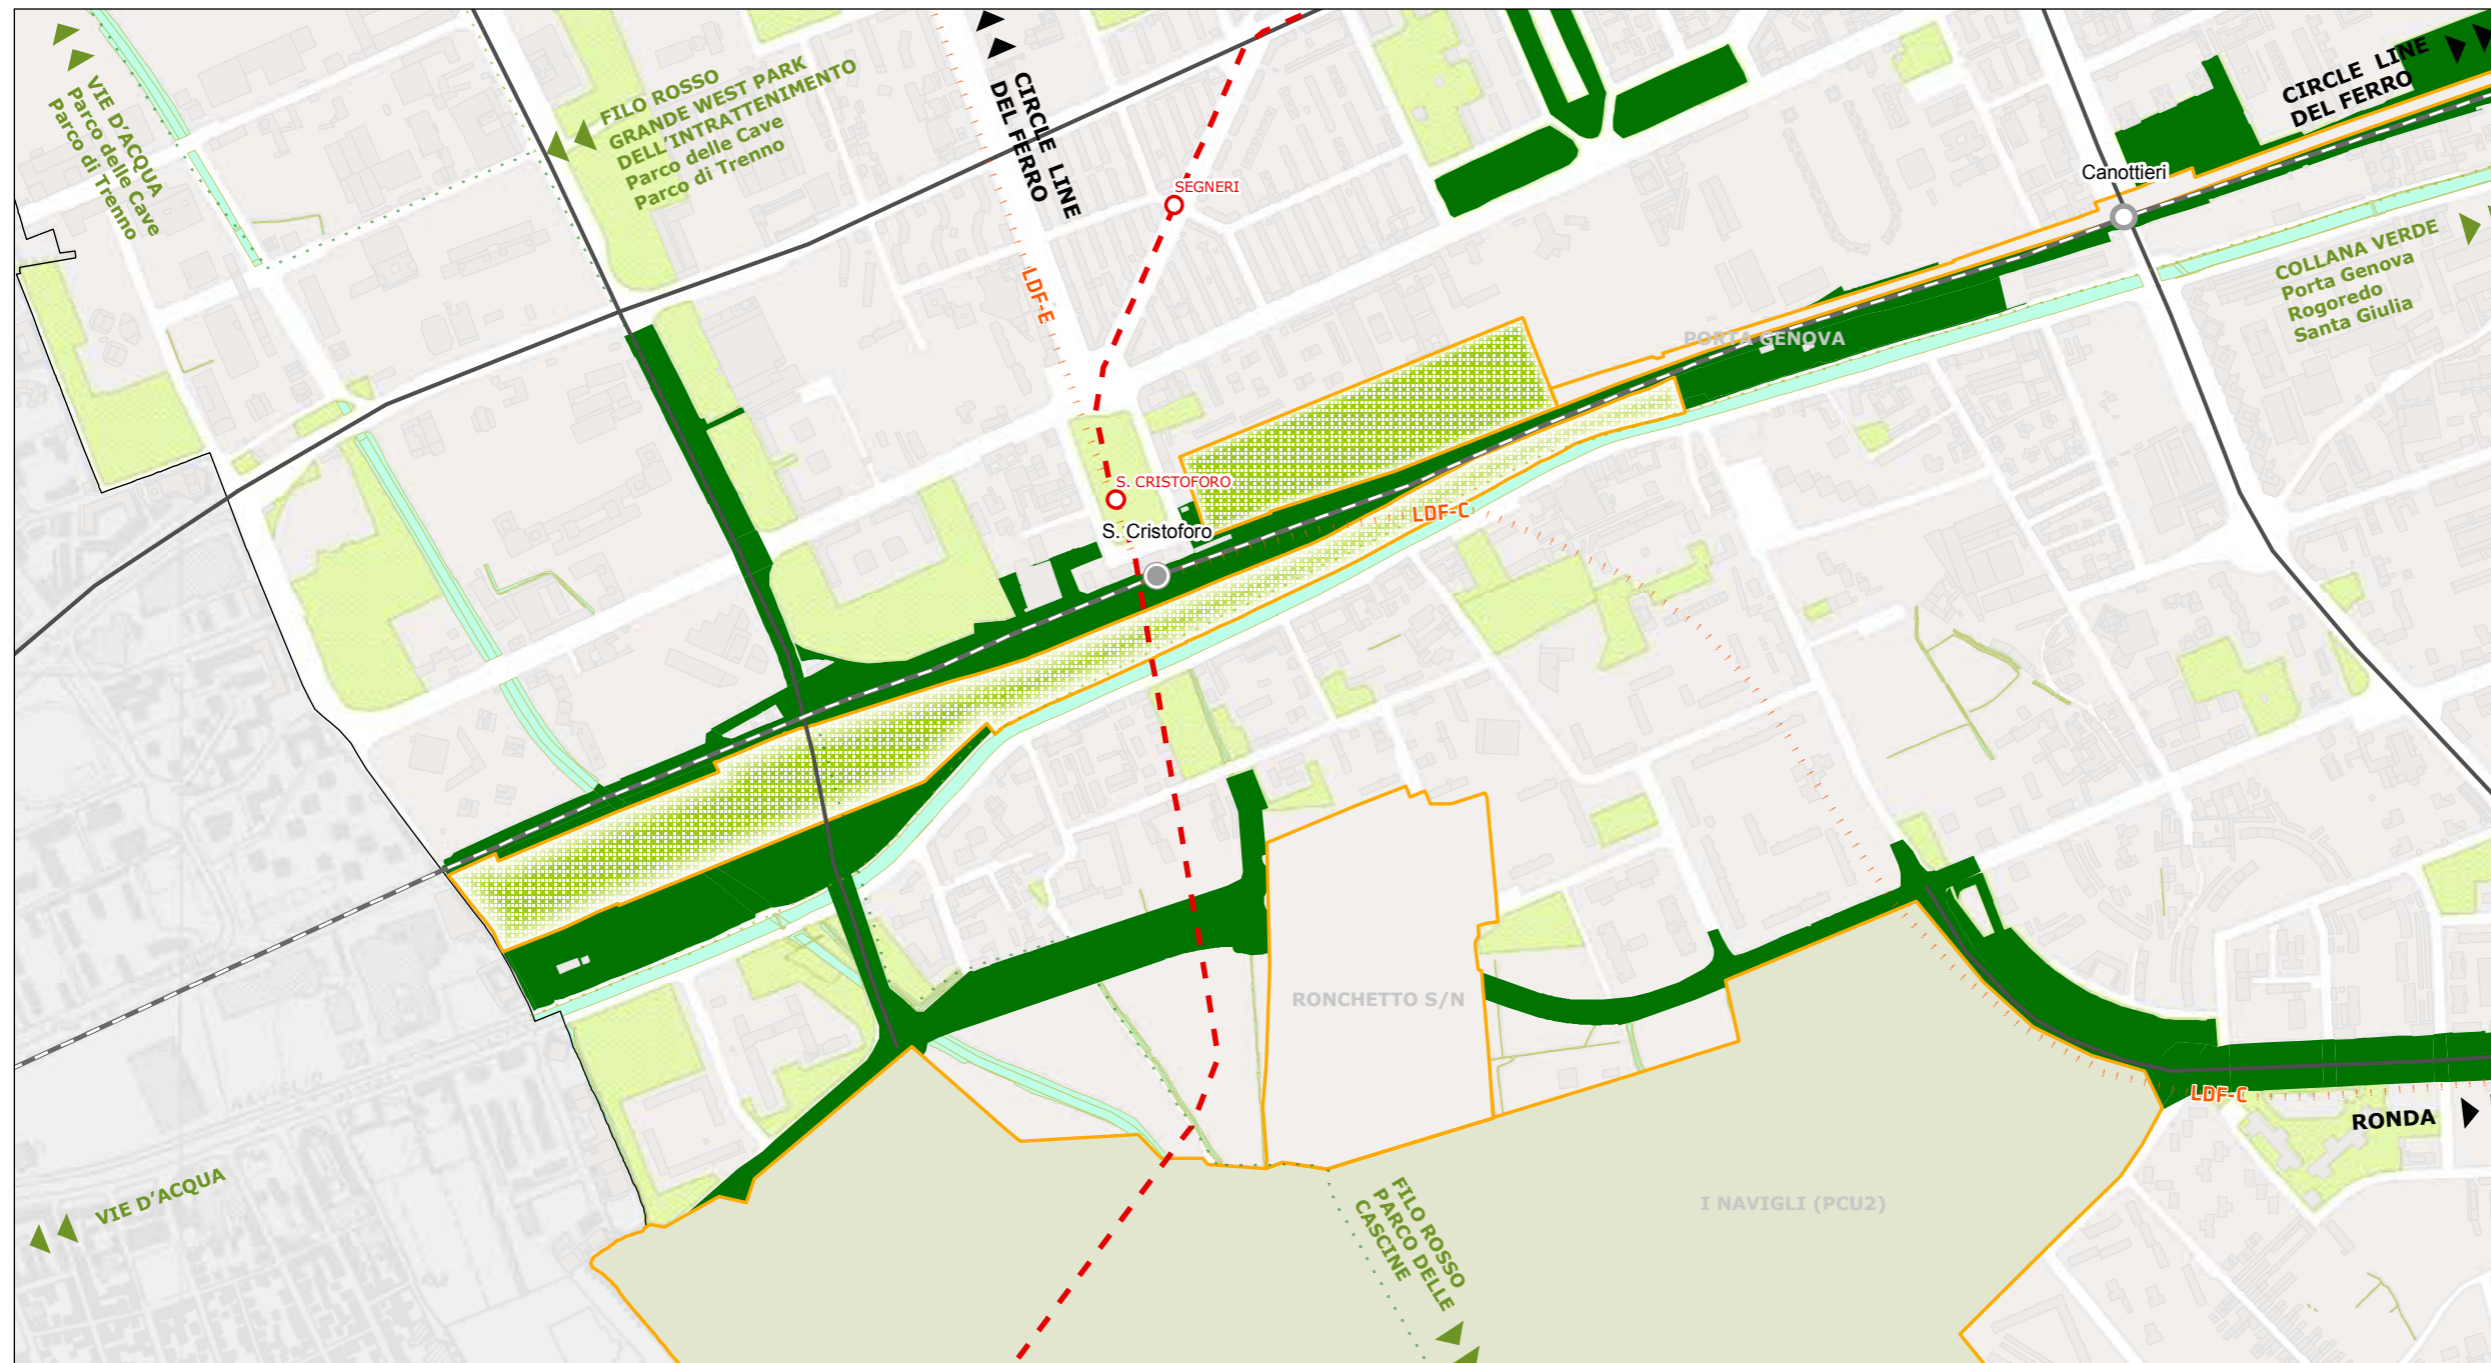 VIE D'ACQUA
Parco delle Cave
Parco di Trenno
FILO ROSSO
GRANDE WEST PARK
DELL'INTRATTENIMENTO
Parco delle Cave
Parco di Trenno
CIRCLE LINE
DEL FERRO
CIRCLE LINE
DEL FERRO
SEGNERI
Canottieri
LDF-E
COLLANA VERDE
Porta Genova
Rogoredo
Santa Giulia
PORTA GENOVA
S. CRISTOFORO
S. Cristoforo
LDF-C
RONCHETTO S/N
NAVIGLIO
LDF-C
RONDA
VIE D'ACQUA
FILO ROSSO
PARCO DELLE
CASCINE
I NAVIGLI (PCU2)